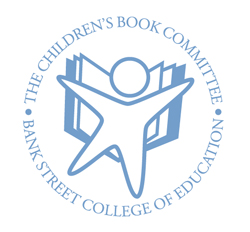 • THE CHILDREN'S BOOK COMMITTEE •
BANK STREET COLLEGE OF EDUCATION